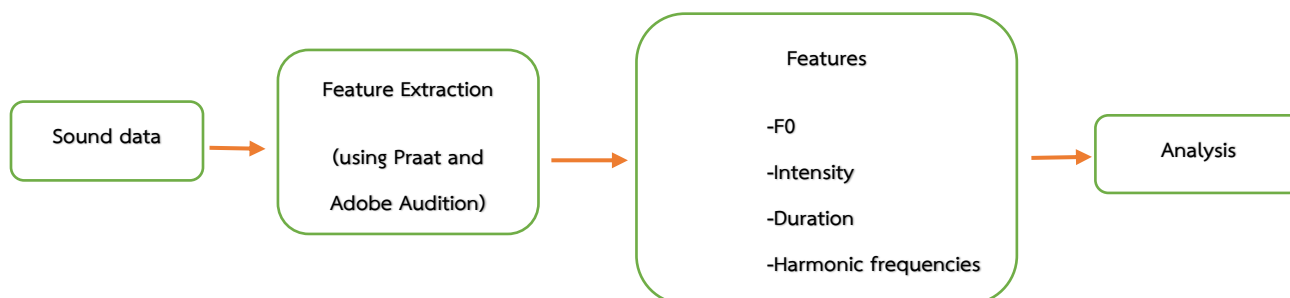 Sound data
Feature Extraction
(using Praat and
Adobe Audition)
Features
-F0
-Intensity
-Duration
-Harmonic frequencies
Analysis